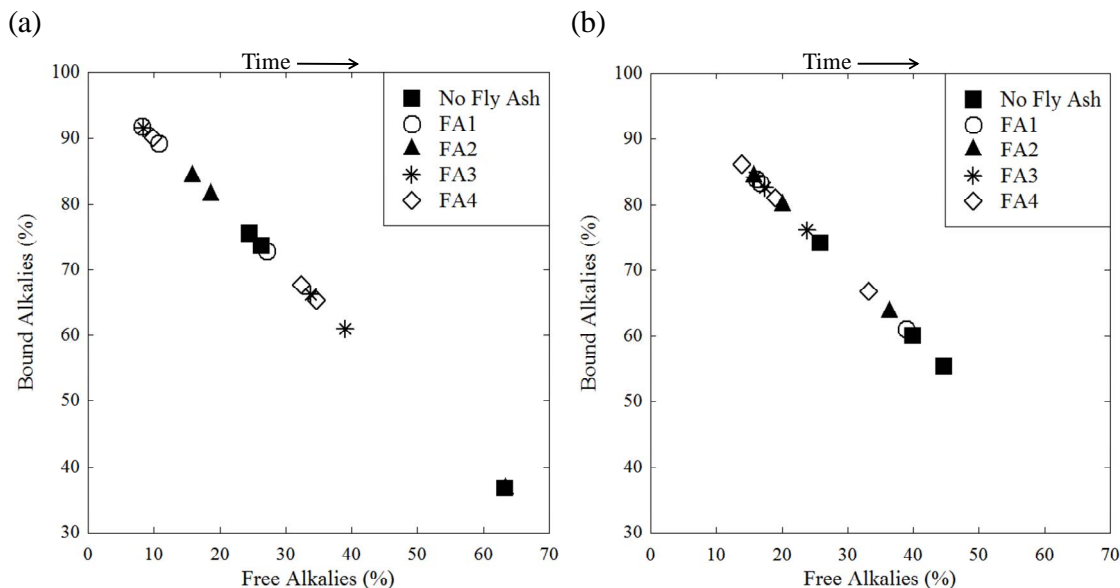 (a)
Time
100
90
80
70
60
50
40
30
Bound Alkalies (%)
No Fly Ash
FA1
FA2
FA3
FA4
0 10 20 30 40 50 60 70
Free Alkalies (%)
(b)
Time
100
90
80
70
60
50
40
30
Bound Alkalies (%)
No Fly Ash
FA1
FA2
FA3
FA4
0 10 20 30 40 50 60 70
Free Alkalies (%)